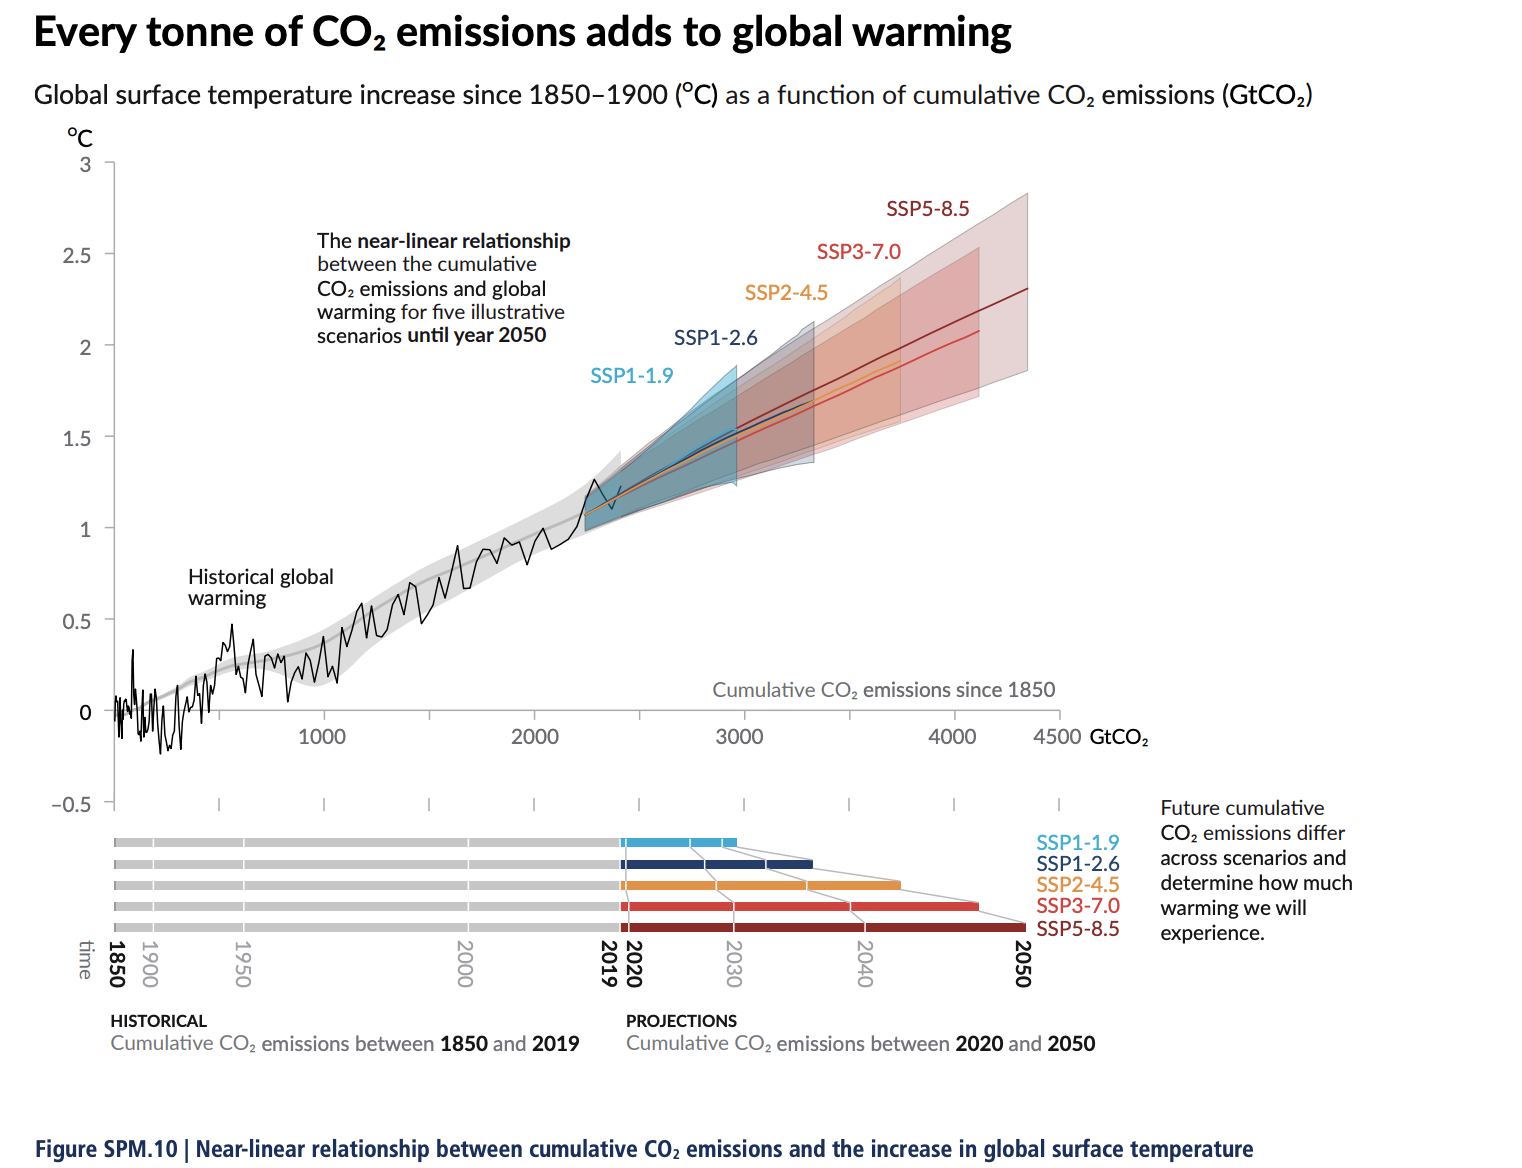 Every tonne of CO₂ emissions adds to global warming
Global surface temperature increase since 1850–1900 (°C) as a function of cumulative CO₂ emissions (GtCO₂)
°C
3
2.5
2
1.5
1
0.5
0
−0.5
The near-linear relationship
between the cumulative
CO₂ emissions and global
warming for five illustrative
scenarios until year 2050
SSP5-8.5
SSP3-7.0
SSP2-4.5
SSP1-2.6
SSP1-1.9
Historical global
warming
Cumulative CO₂ emissions since 1850
1000
2000
3000
4000
4500 GtCO₂
Future cumulative
CO₂ emissions differ
across scenarios and
determine how much
warming we will
experience.
SSP1-1.9
SSP1-2.6
SSP2-4.5
SSP3-7.0
SSP5-8.5
time
1850
1900
1950
2000
2019
2020
2030
2040
2050
HISTORICAL
Cumulative CO₂ emissions between 1850 and 2019
PROJECTIONS
Cumulative CO₂ emissions between 2020 and 2050
Figure SPM.10 | Near-linear relationship between cumulative CO₂ emissions and the increase in global surface temperature